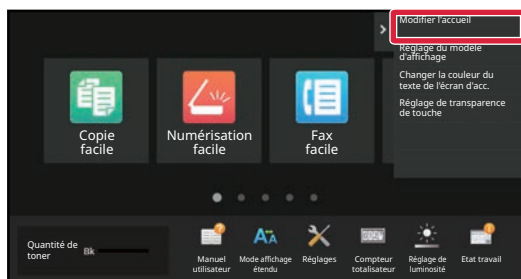 Modifier l'accueil
Réglage du modèle
d'affichage
Changer la couleur du
texte de l'écran d'acc.
Réglage de transparence
de touche
Copie
facile
Numérisation
facile
Fax
facile
Quantité de
toner
Bk
Manuel
utilisateur
Mode affichage
étendu
Réglages
Compteur
totalisateur
Réglage de
luminosité
Etat travail